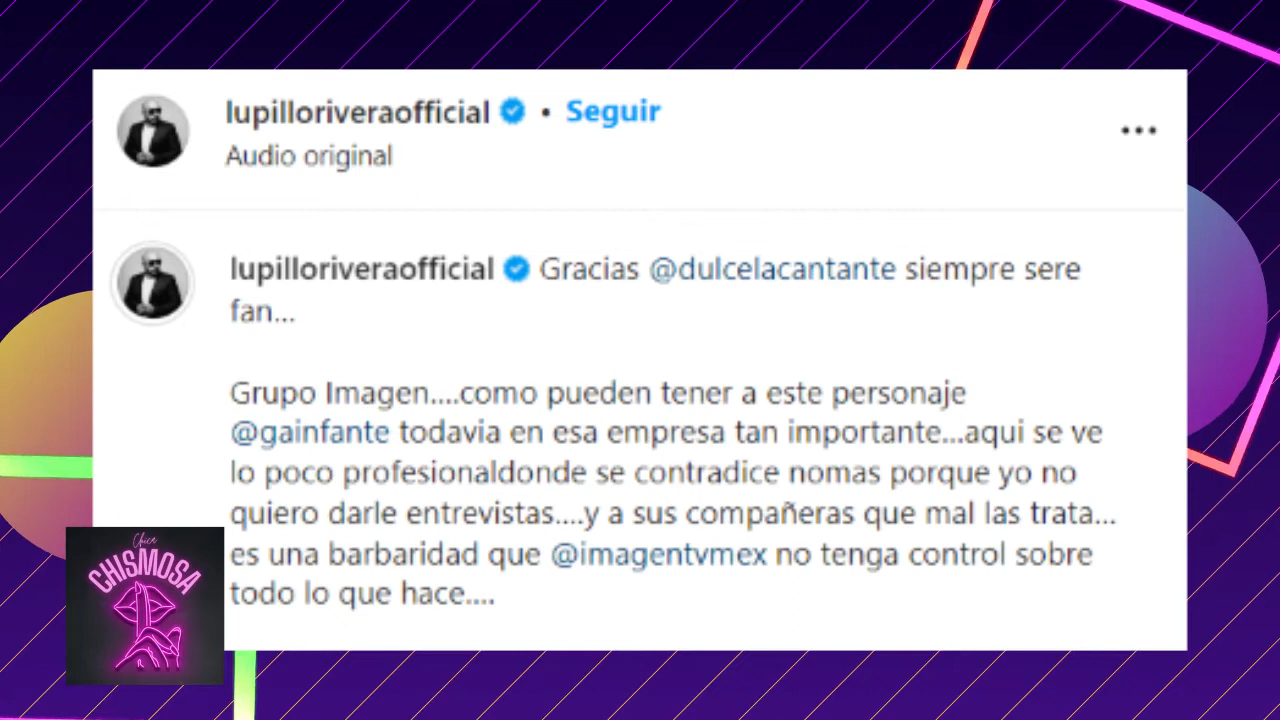 lupilloriveraofficial • Seguir
Audio original
lupilloriveraofficial Gracias @dulcelacantante siempre sere
fan...
Grupo Imagen....como pueden tener a este personaje
@gainfante todavia en esa empresa tan importante...aqui se ve
lo poco profesionaldonde se contradice nomas porque yo no
quiero darle entrevistas....y a sus compañeras que mal las trata...
es una barbaridad que @imagentvmex no tenga control sobre
todo lo que hace....
Chica
CHISMOSA